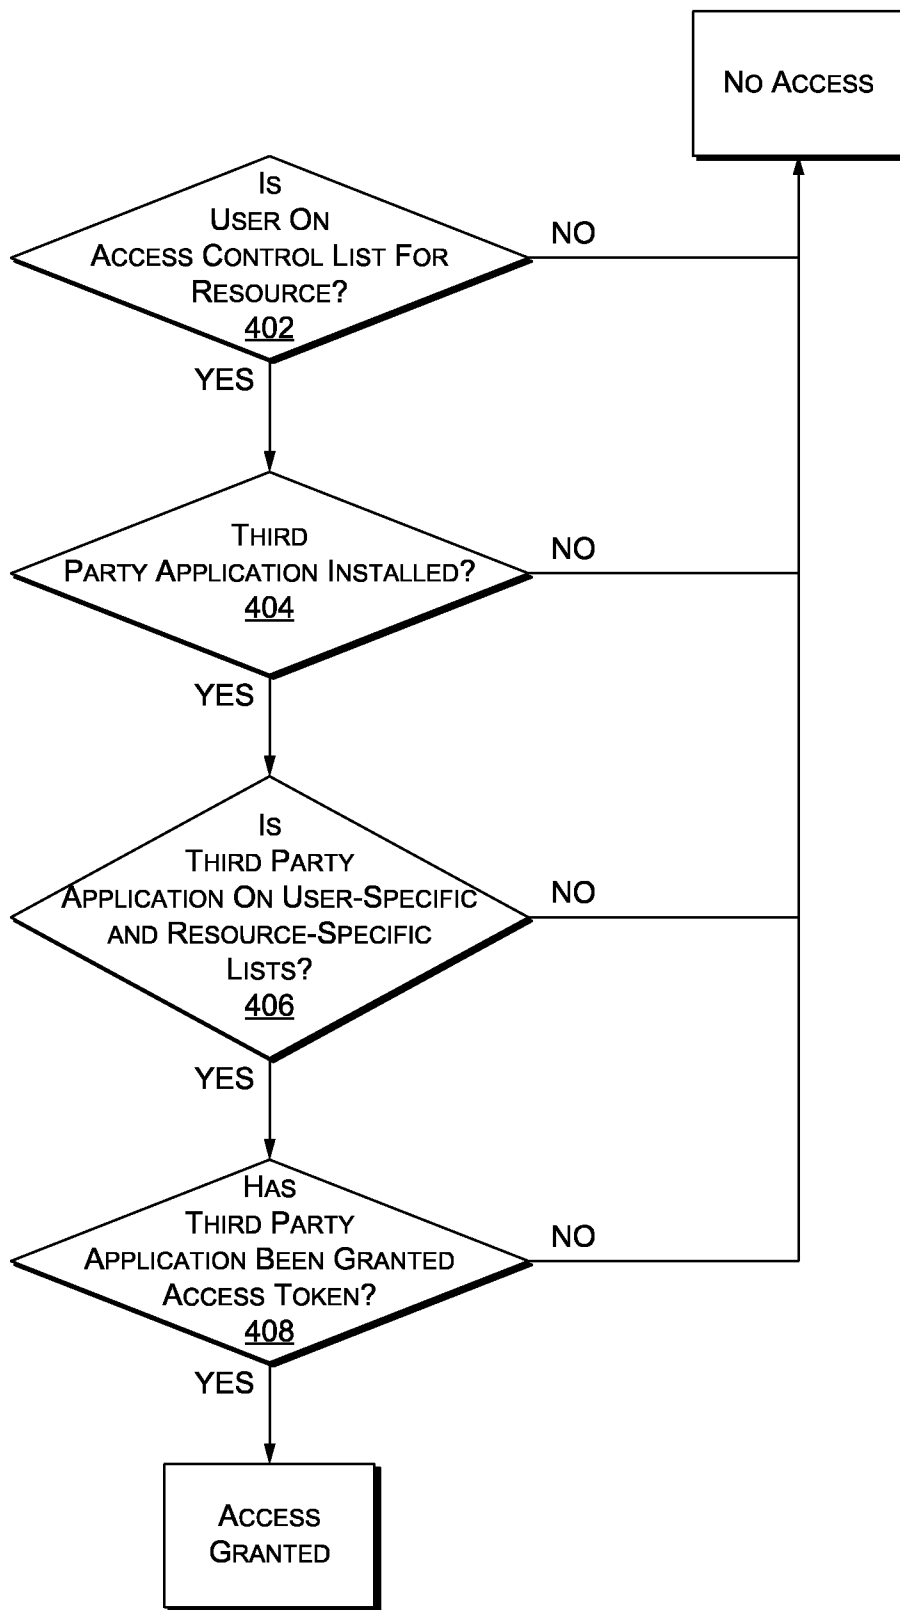 No Access
Is
User On
Access Control List For
Resource?
402
NO
YES
Third
Party Application Installed?
404
NO
YES
Is
Third Party
Application On User-Specific
and Resource-Specific
Lists?
406
NO
YES
Has
Third Party
Application Been Granted
Access Token?
408
NO
YES
Access
Granted